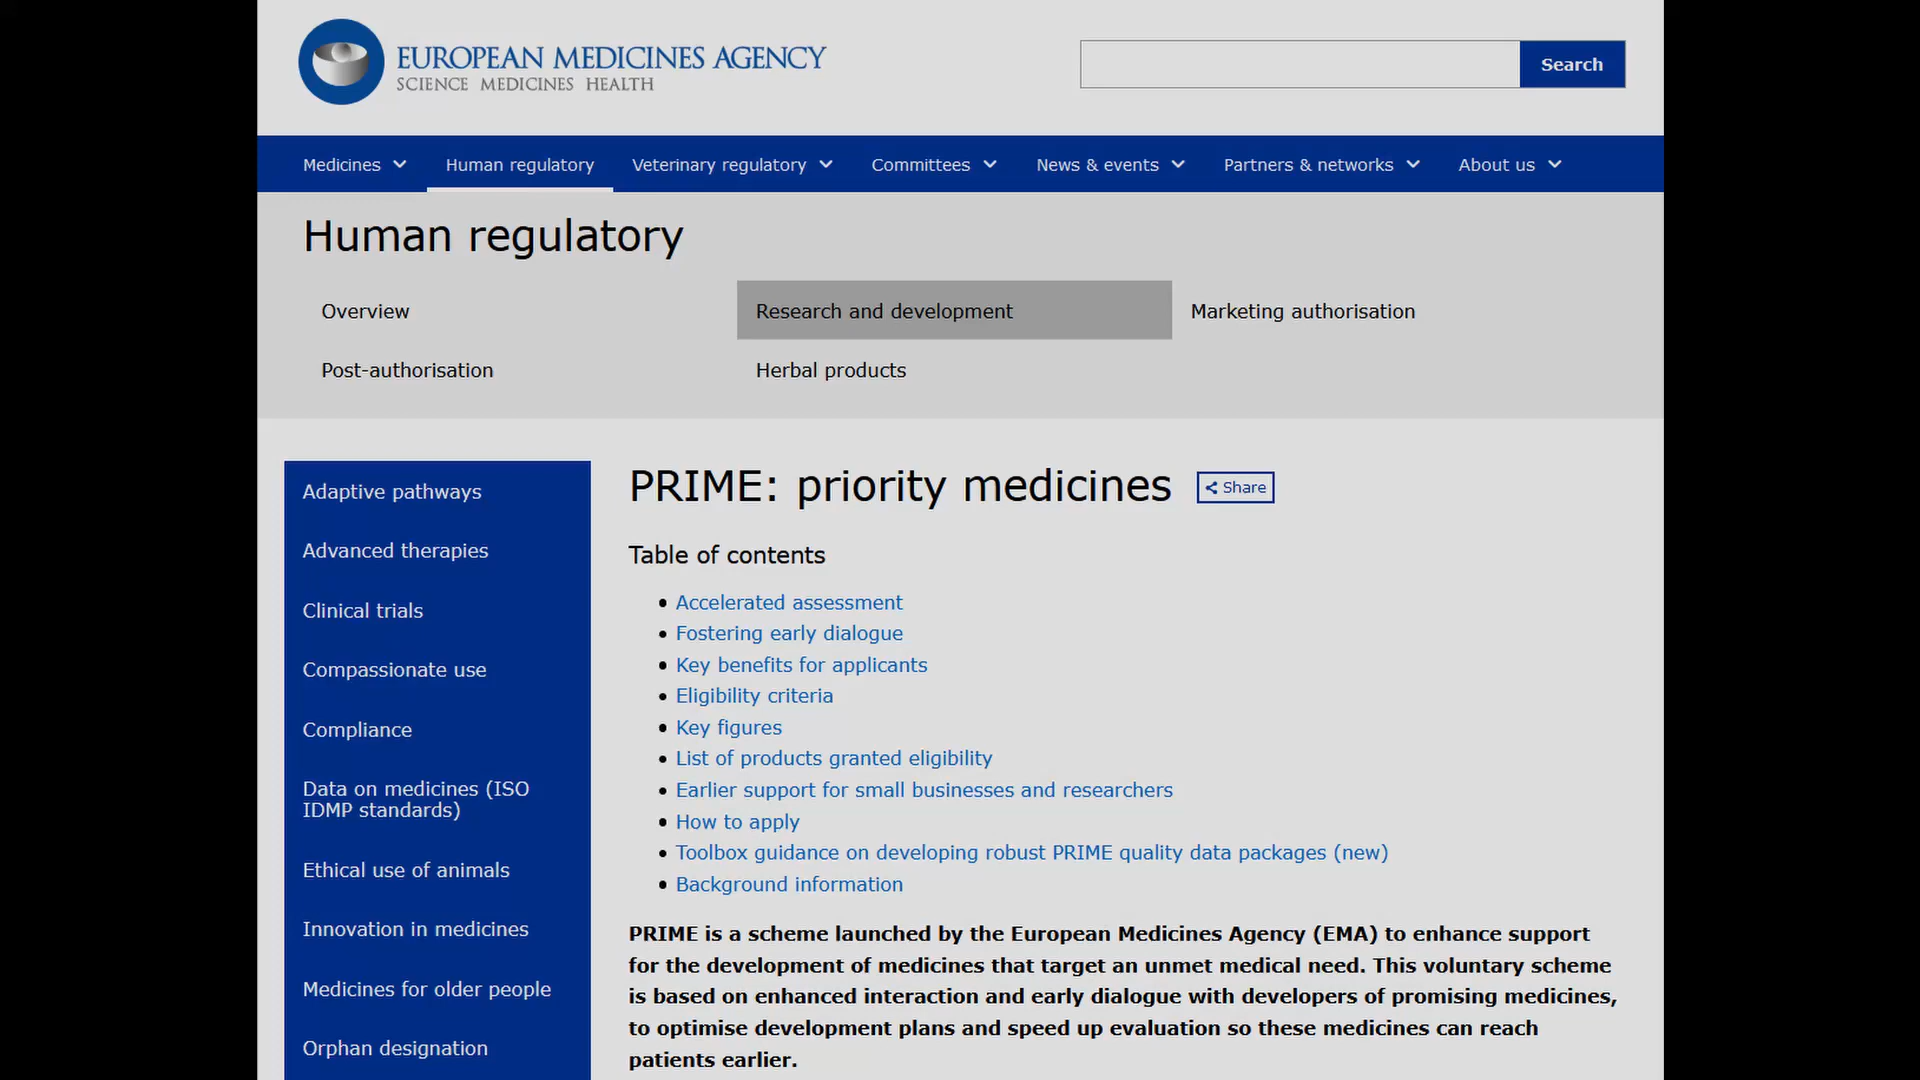 EUROPEAN MEDICINES AGENCY
SCIENCE MEDICINES HEALTH
Search
Medicines
Human regulatory
Veterinary regulatory
Committees
News & events
Partners & networks
About us
Human regulatory
Overview
Research and development
Marketing authorisation
Post-authorisation
Herbal products
Adaptive pathways
Advanced therapies
Clinical trials
Compassionate use
Compliance
Data on medicines (ISO
IDMP standards)
Ethical use of animals
Innovation in medicines
Medicines for older people
Orphan designation
PRIME: priority medicines
Share
Table of contents
Accelerated assessment
Fostering early dialogue
Key benefits for applicants
Eligibility criteria
Key figures
List of products granted eligibility
Earlier support for small businesses and researchers
How to apply
Toolbox guidance on developing robust PRIME quality data packages (new)
Background information
PRIME is a scheme launched by the European Medicines Agency (EMA) to enhance support
for the development of medicines that target an unmet medical need. This voluntary scheme
is based on enhanced interaction and early dialogue with developers of promising medicines,
to optimise development plans and speed up evaluation so these medicines can reach
patients earlier.